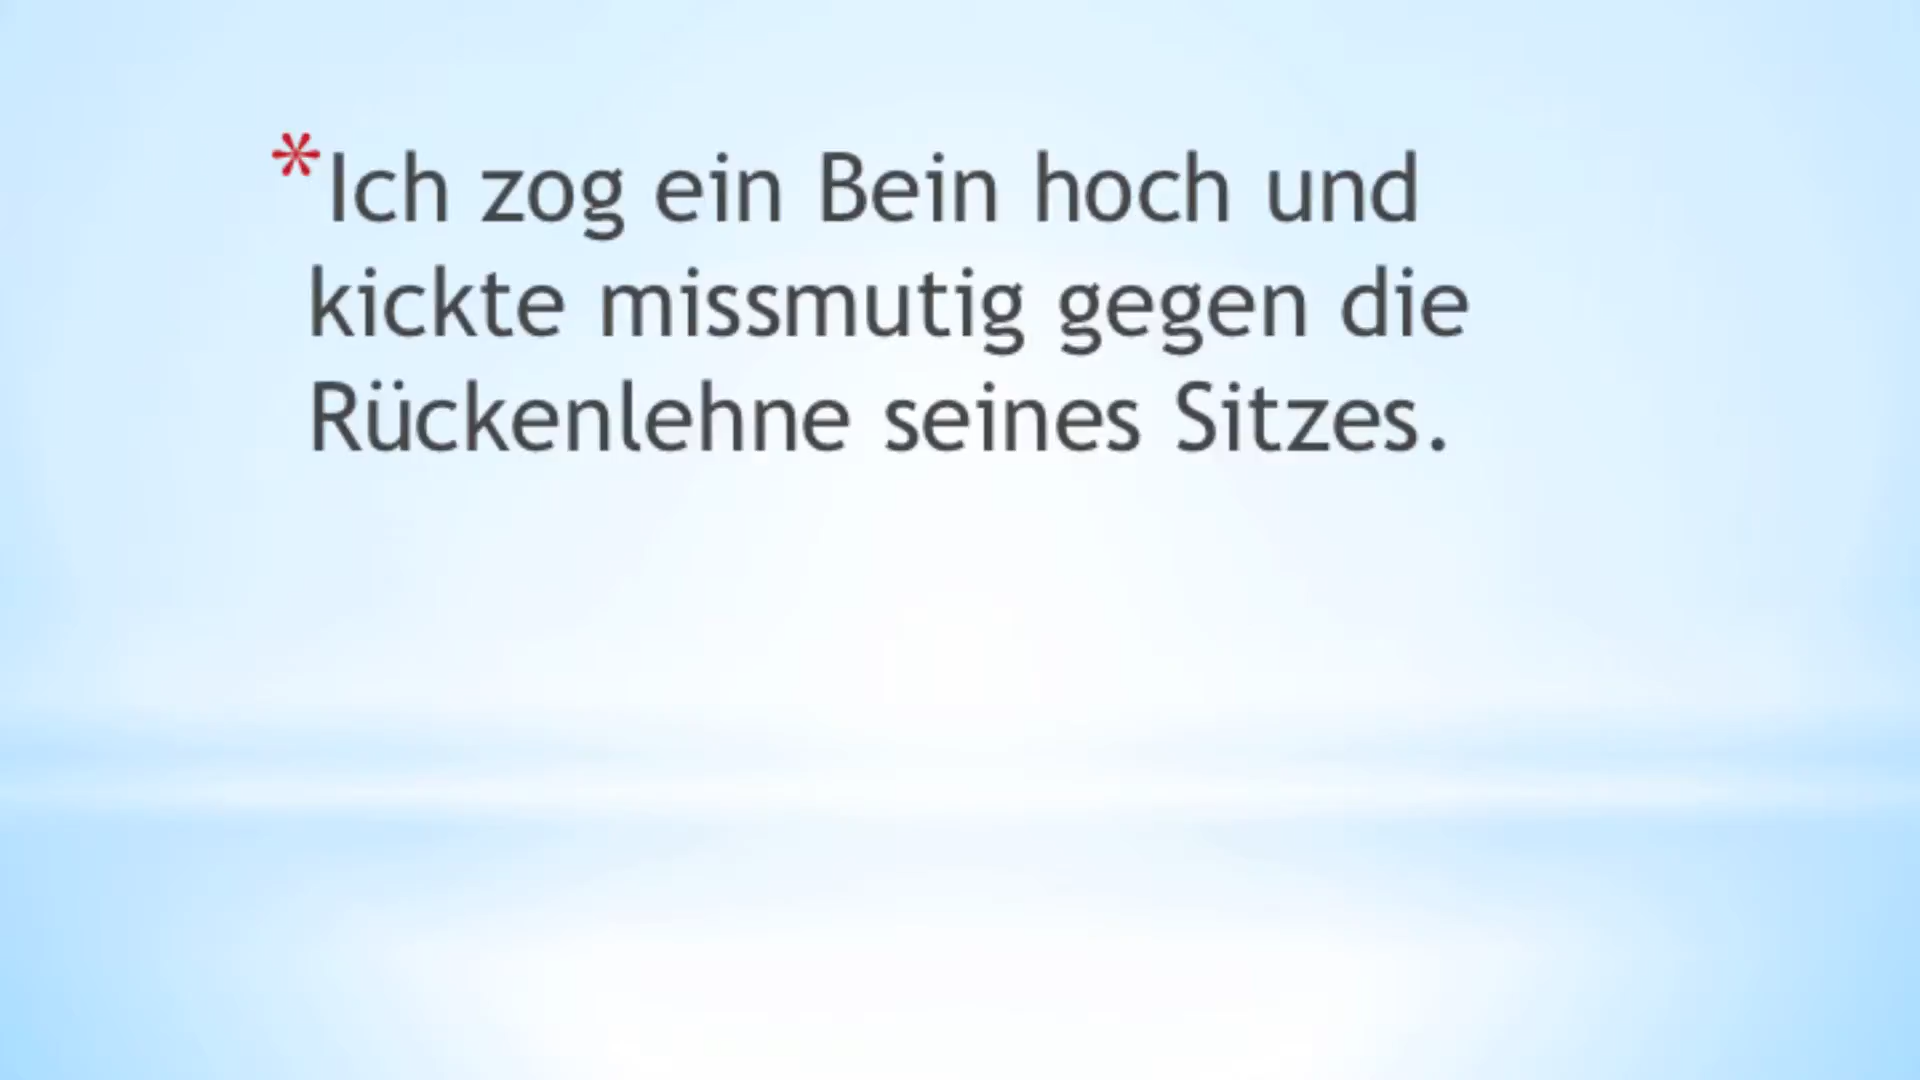 *Ich zog ein Bein hoch und
kickte missmutig gegen die
Rückenlehne seines Sitzes.